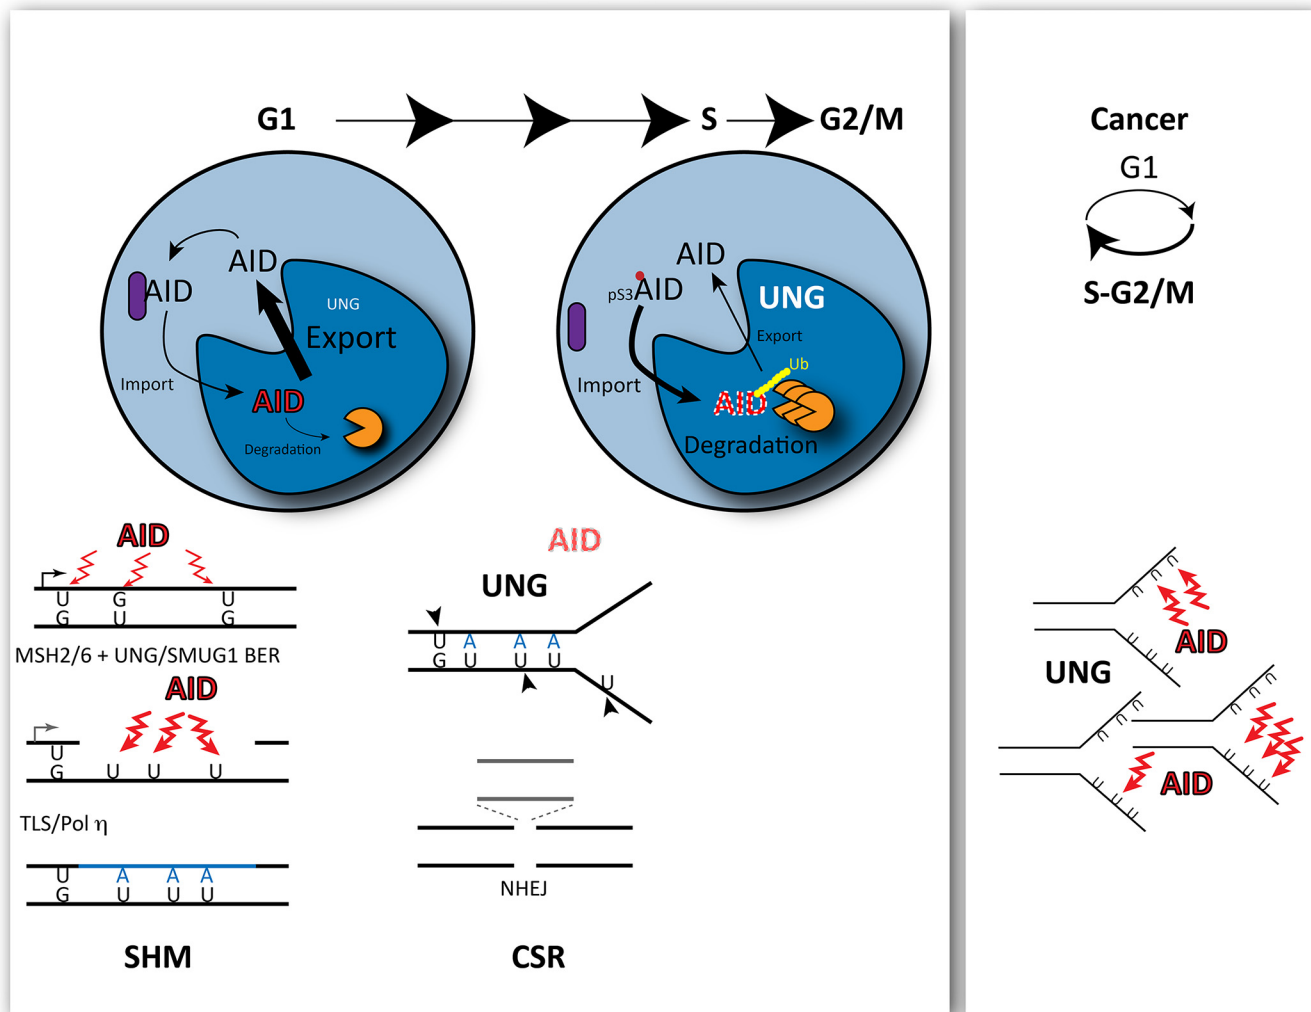 G1
S
G2/M
AID
AID
UNG
Export
Import
AID
Degradation
AID
pS3AID
UNG
Export
Ub
Import
AID
Degradation
AID
U G U
G U G
MSH2/6 + UNG/SMUG1 BER
AID
U
G U U U
TLS/Pol η
U A A A
G U U U
SHM
AID
UNG
U A A A
G U U U
U
NHEJ
CSR
Cancer
G1
S-G2/M
C C C
AID
U U U
UNG
C C C
C C C
U U U
AID
U U U